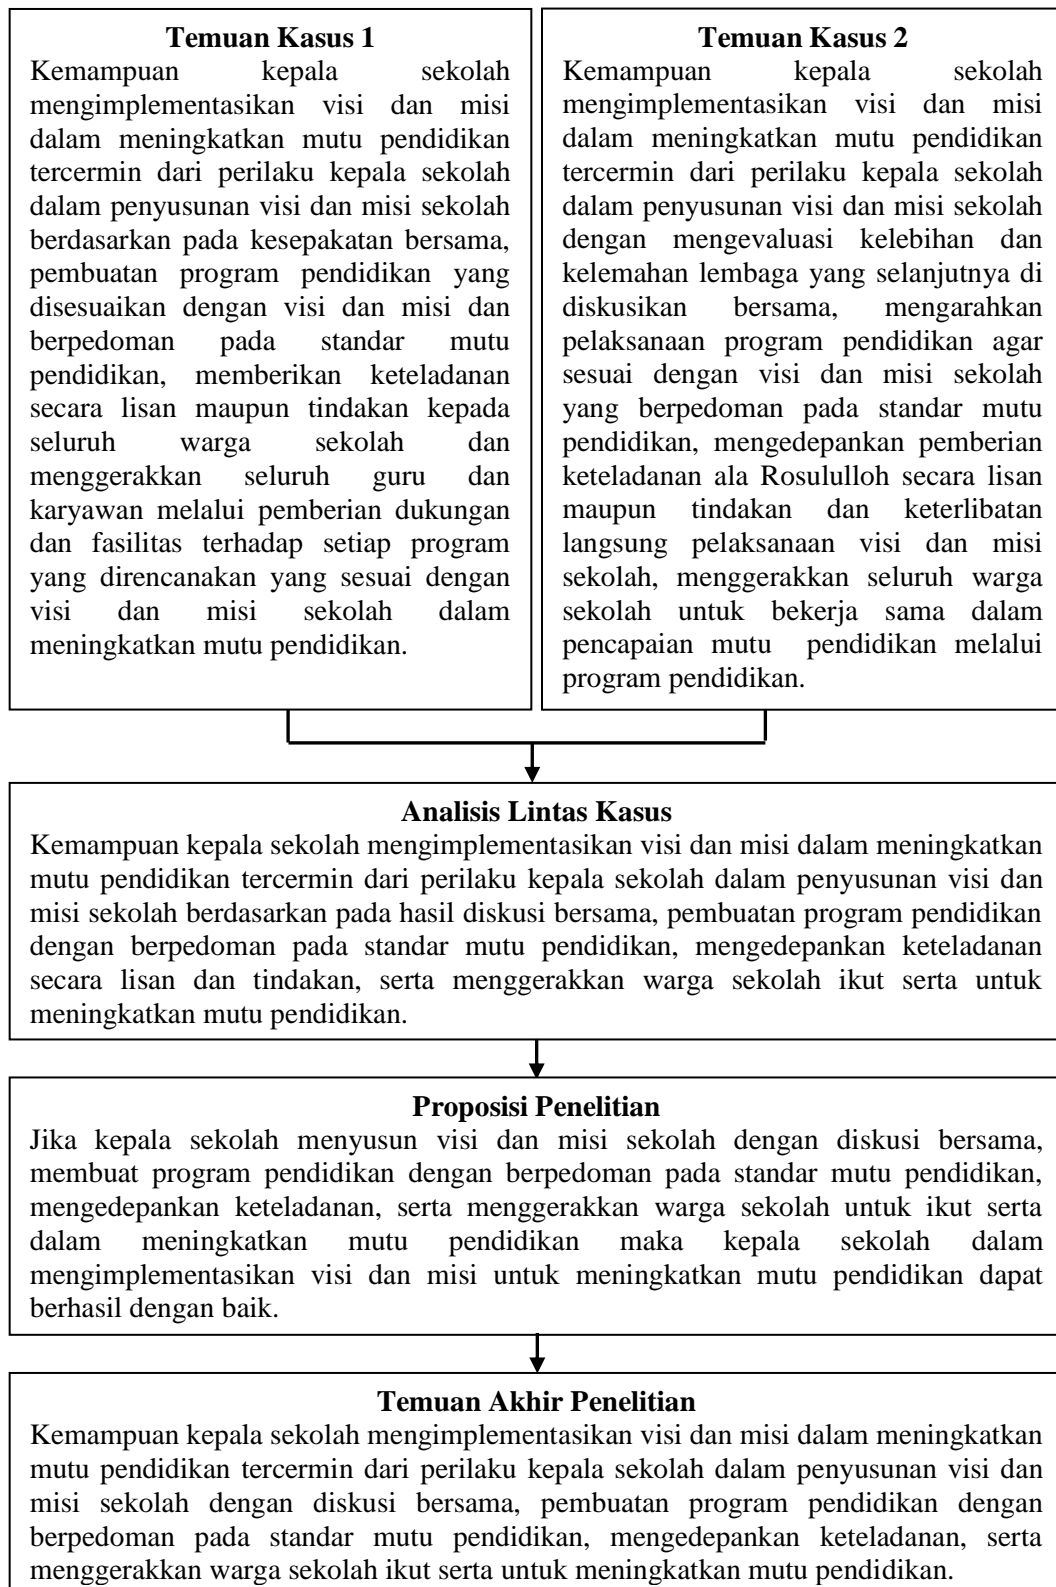 Temuan Kasus 1
Kemampuan kepala sekolah
mengimplementasikan visi dan misi
dalam meningkatkan mutu pendidikan
tercermin dari perilaku kepala sekolah
dalam penyusunan visi dan misi sekolah
berdasarkan pada kesepakatan bersama,
pembuatan program pendidikan yang
disesuaikan dengan visi dan misi dan
berpedoman pada standar mutu
pendidikan, memberikan keteladanan
secara lisan maupun tindakan kepada
seluruh warga sekolah dan
menggerakkan seluruh guru dan
karyawan melalui pemberian dukungan
dan fasilitas terhadap setiap program
yang direncanakan yang sesuai dengan
visi dan misi sekolah dalam
meningkatkan mutu pendidikan.
Temuan Kasus 2
Kemampuan kepala sekolah
mengimplementasikan visi dan misi
dalam meningkatkan mutu pendidikan
tercermin dari perilaku kepala sekolah
dalam penyusunan visi dan misi sekolah
dengan mengevaluasi kelebihan dan
kelemahan lembaga yang selanjutnya di
diskusikan bersama, mengarahkan
pelaksanaan program pendidikan agar
sesuai dengan visi dan misi sekolah
yang berpedoman pada standar mutu
pendidikan, mengedepankan pemberian
keteladanan ala Rosululloh secara lisan
maupun tindakan dan keterlibatan
langsung pelaksanaan visi dan misi
sekolah, menggerakkan seluruh warga
sekolah untuk bekerja sama dalam
pencapaian mutu pendidikan melalui
program pendidikan.
Analisis Lintas Kasus
Kemampuan kepala sekolah mengimplementasikan visi dan misi dalam meningkatkan
mutu pendidikan tercermin dari perilaku kepala sekolah dalam penyusunan visi dan
misi sekolah berdasarkan pada hasil diskusi bersama, pembuatan program pendidikan
dengan berpedoman pada standar mutu pendidikan, mengedepankan keteladanan
secara lisan dan tindakan, serta menggerakkan warga sekolah ikut serta untuk
meningkatkan mutu pendidikan.
Proposisi Penelitian
Jika kepala sekolah menyusun visi dan misi sekolah dengan diskusi bersama,
membuat program pendidikan dengan berpedoman pada standar mutu pendidikan,
mengedepankan keteladanan, serta menggerakkan warga sekolah untuk ikut serta
dalam meningkatkan mutu pendidikan maka kepala sekolah dalam
mengimplementasikan visi dan misi untuk meningkatkan mutu pendidikan dapat
berhasil dengan baik.
Temuan Akhir Penelitian
Kemampuan kepala sekolah mengimplementasikan visi dan misi dalam meningkatkan
mutu pendidikan tercermin dari perilaku kepala sekolah dalam penyusunan visi dan
misi sekolah dengan diskusi bersama, pembuatan program pendidikan dengan
berpedoman pada standar mutu pendidikan, mengedepankan keteladanan, serta
menggerakkan warga sekolah ikut serta untuk meningkatkan mutu pendidikan.